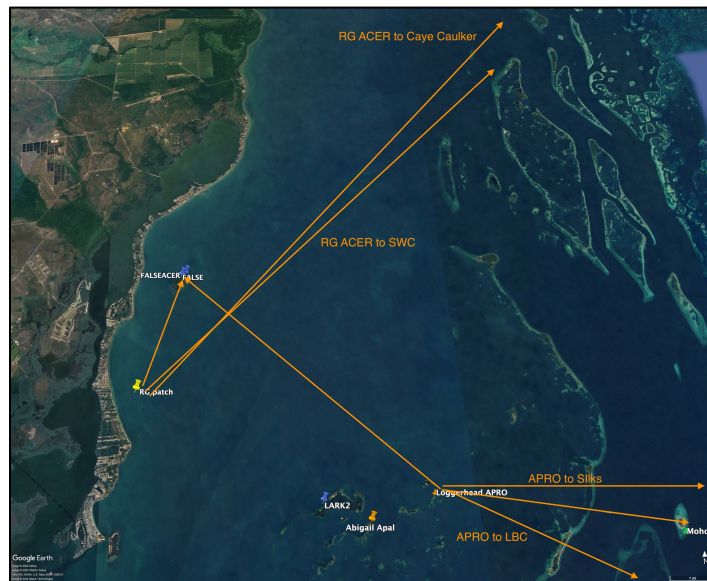 RG ACER to Caye Caulker
RG ACER to SWC
FALSEACER FALSE
RG patch
Loggerhead APRO
APRO to SIlks
LARK2
Abigail Apal
Moho
APRO to LBC
Google Earth
N